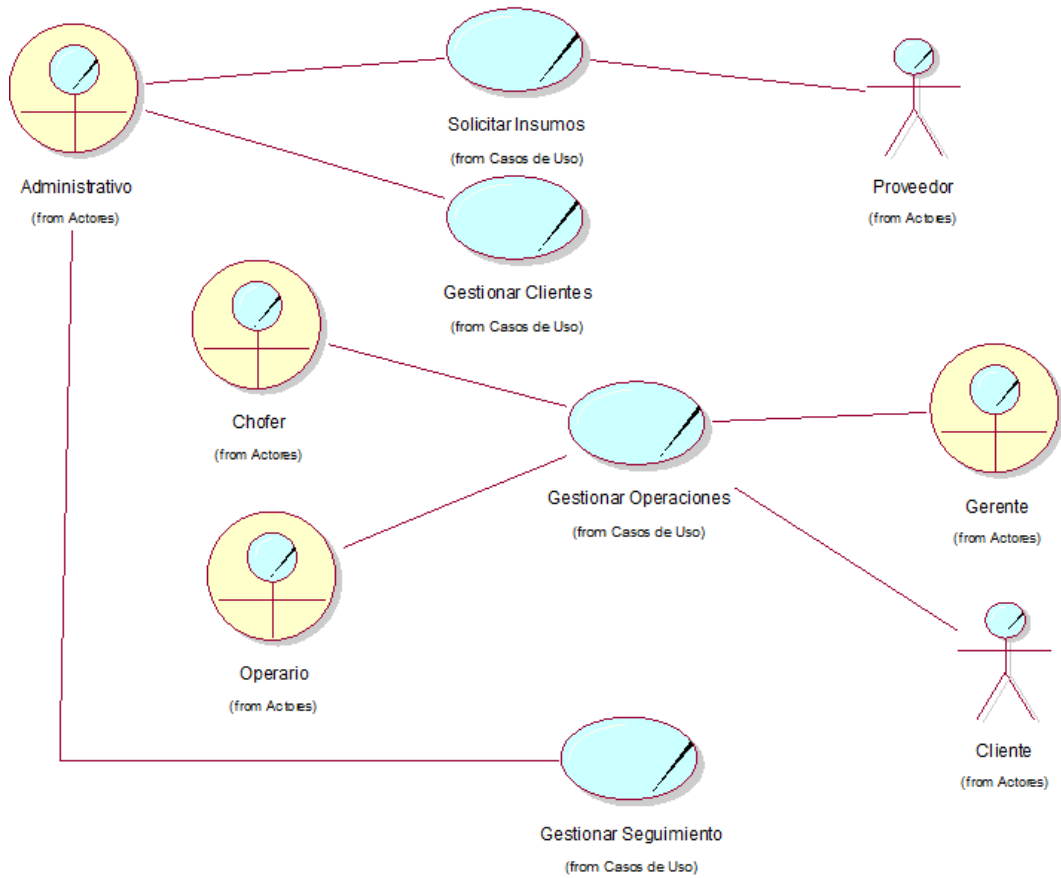 Solicitar Insumos
(from Casos de Uso)
Administrativo
(from Actores)
Proveedor
(from Actores)
Gestionar Clientes
(from Casos de Uso)
Chofer
(from Actores)
Gestionar Operaciones
(from Casos de Uso)
Gerente
(from Actores)
Operario
(from Actores)
Cliente
(from Actores)
Gestionar Seguimiento
(from Casos de Uso)